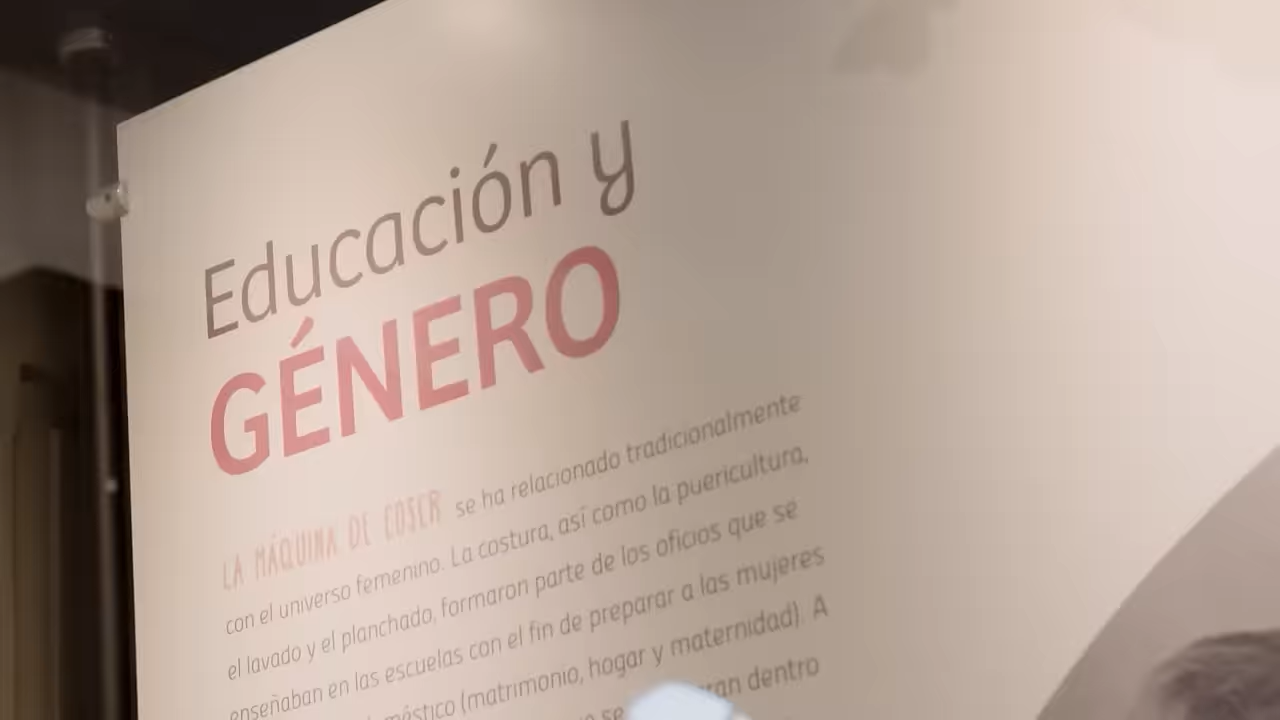 Educación y
GÉNERO
LA MÁQUINA DE COSER se ha relacionado tradicionalmente
con el universo femenino. La costura, así como la puericultura,
el lavado y el planchado, formaron parte de los oficios que se
enseñaban en las escuelas con el fin de preparar a las mujeres
(matrimonio, hogar y maternidad). A
se dentro